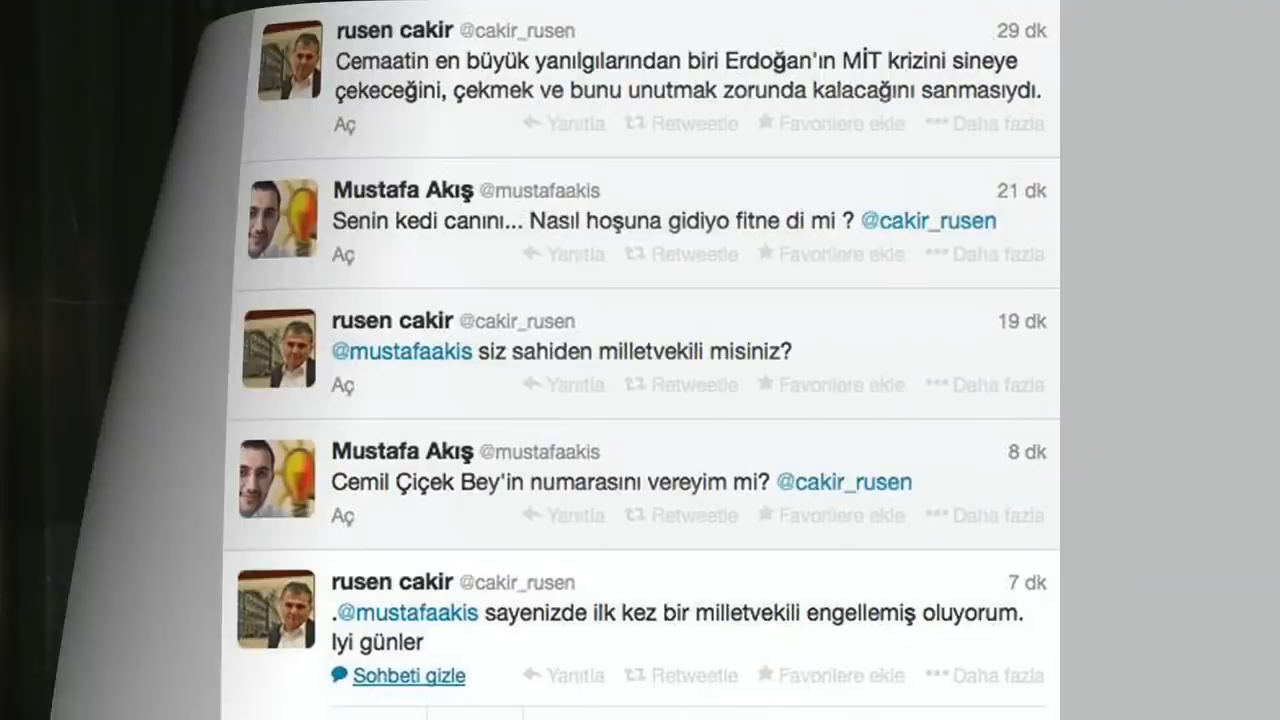 rusen cakir @cakir_rusen 29 dk
Cemaatin en büyük yanılgılarından biri Erdoğan'ın MİT krizini sineye
çekeceğini, çekmek ve bunu unutmak zorunda kalacağını sanmasıydı.
Aç Yanıtla Retweetle Favorilere ekle Daha fazla
Mustafa Akış @mustafaakis 21 dk
Senin kedi canını... Nasıl hoşuna gidiyo fitne di mi ? @cakir_rusen
Aç Yanıtla Retweetle Favorilere ekle Daha fazla
rusen cakir @cakir_rusen 19 dk
@mustafaakis siz sahiden milletvekili misiniz?
Aç Yanıtla Retweetle Favorilere ekle Daha fazla
Mustafa Akış @mustafaakis 8 dk
Cemil Çiçek Bey'in numarasını vereyim mi? @cakir_rusen
Aç Yanıtla Retweetle Favorilere ekle Daha fazla
rusen cakir @cakir_rusen 7 dk
.@mustafaakis sayenizde ilk kez bir milletvekili engellemiş oluyorum.
Iyi günler
Sohbeti gizle Yanıtla Retweetle Favorilere ekle Daha fazla